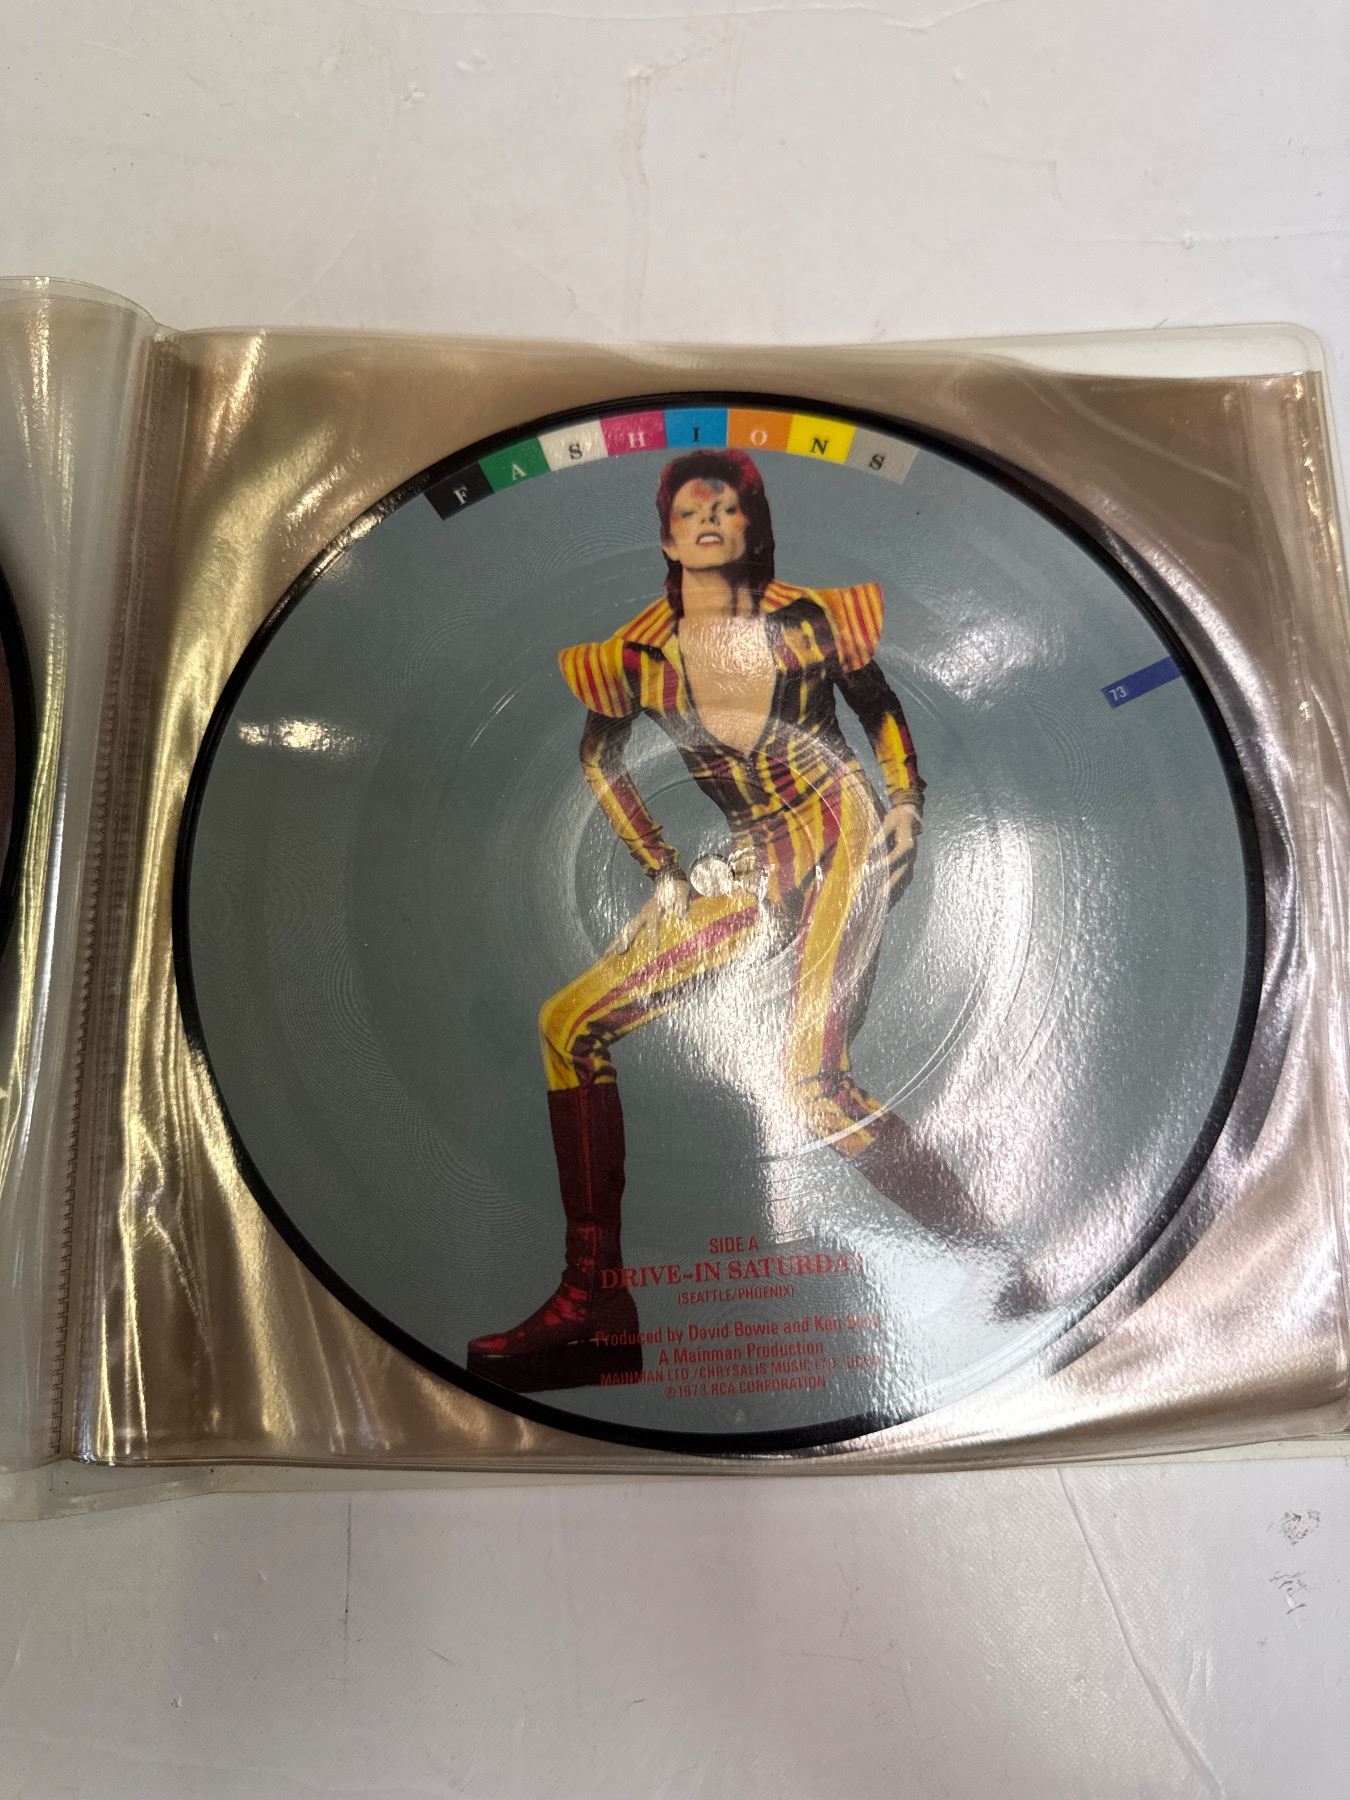 FASHIONS
73
SIDE A
DRIVE-IN SATURDAY
(SEATTLE/PHOENIX)
Produced by David Bowie and Ken Scott
A Mainman Production
MAINMAN LTD./CHRYSALIS MUSIC LTD.
℗1973 RCA CORPORATION